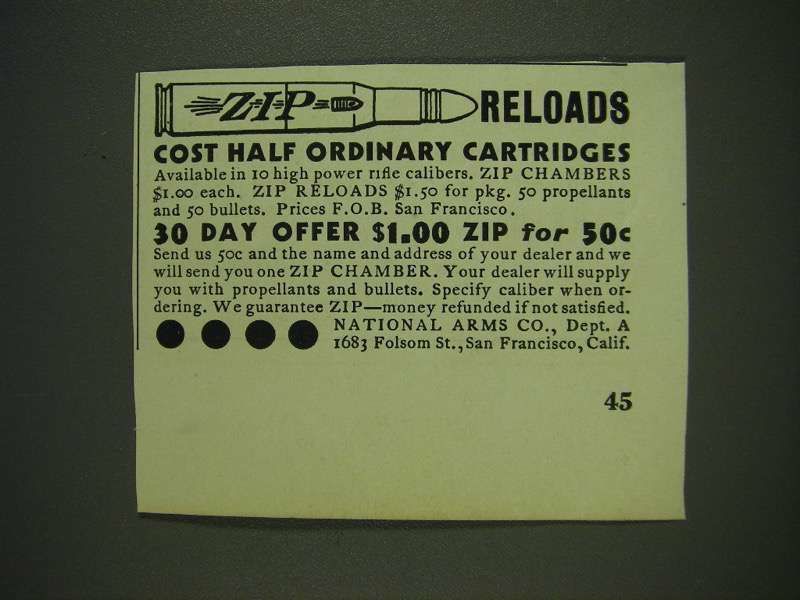 ZIP RELOADS
COST HALF ORDINARY CARTRIDGES
Available in 10 high power rifle calibers. ZIP CHAMBERS
$1.00 each. ZIP RELOADS $1.50 for pkg. 50 propellants
and 50 bullets. Prices F.O.B. San Francisco.
30 DAY OFFER $1.00 ZIP for 50c
Send us 50c and the name and address of your dealer and we
will send you one ZIP CHAMBER. Your dealer will supply
you with propellants and bullets. Specify caliber when or-
dering. We guarantee ZIP—money refunded if not satisfied.
NATIONAL ARMS CO., Dept. A
1683 Folsom St., San Francisco, Calif.
45